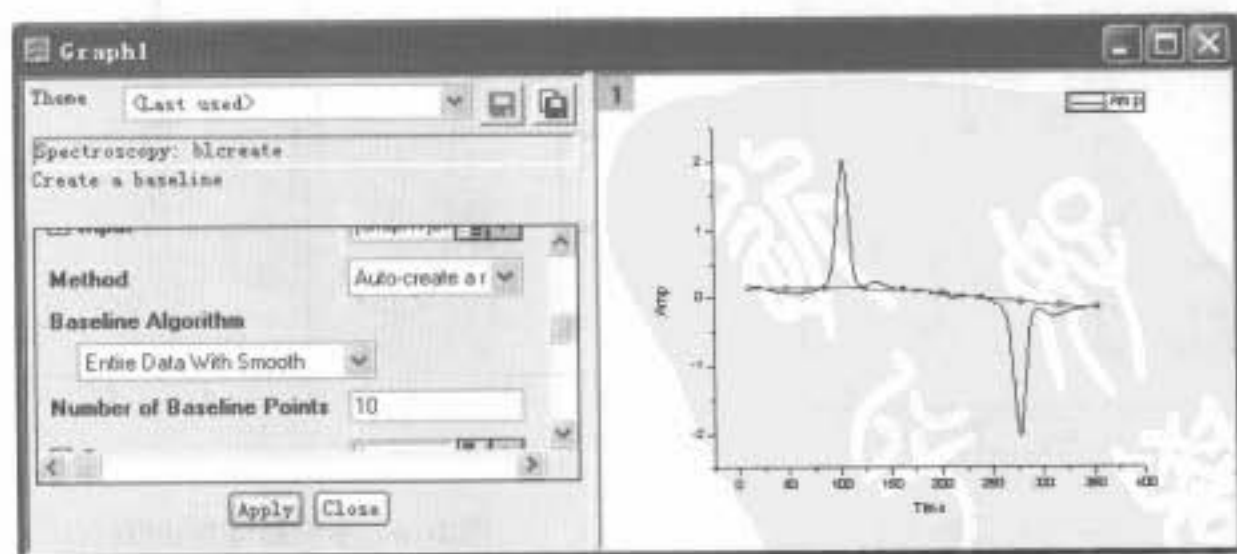 Graph1
Theme <Last used>
Spectroscopy: blcreate
Create a baseline
Input
Method Auto-create a
Baseline Algorithm
Entire Data With Smooth
Number of Baseline Points 10
Apply Close
1
Amp
2
1
0
-1
-2
Amp
0 50 100 150 200 250 300 350 400
Time